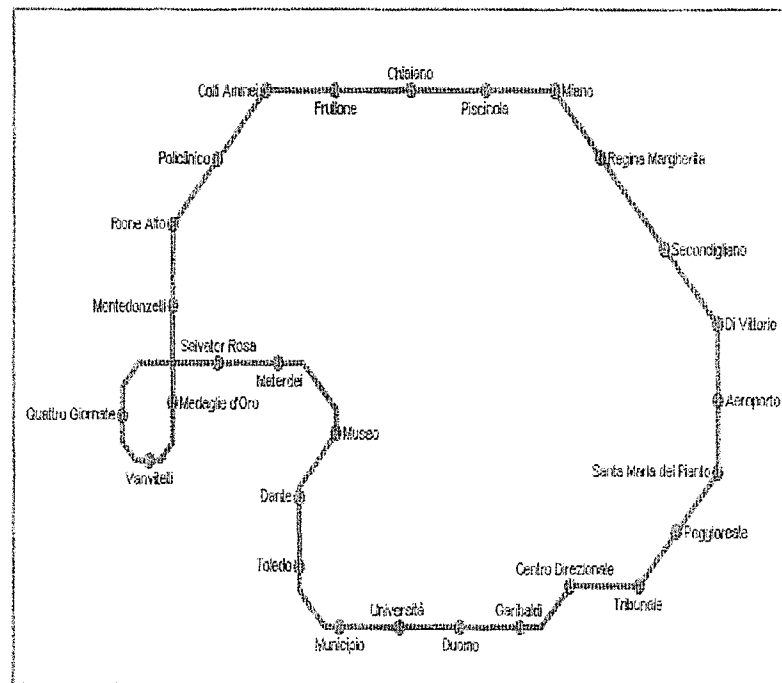 Chiaiano
Colli Aminei
Frullone
Piscinola
Miano
Policlinico
Regina Margherita
Rione Alto
Secondigliano
Montedonzelli
Di Vittorio
Salvator Rosa
Materdei
Quattro Giornate
Medaglie d'Oro
Aeroporto
Museo
Vanvitelli
Santa Maria del Pianto
Dante
Poggioreale
Toledo
Centro Direzionale
Tribunale
Università
Garibaldi
Municipio
Duomo